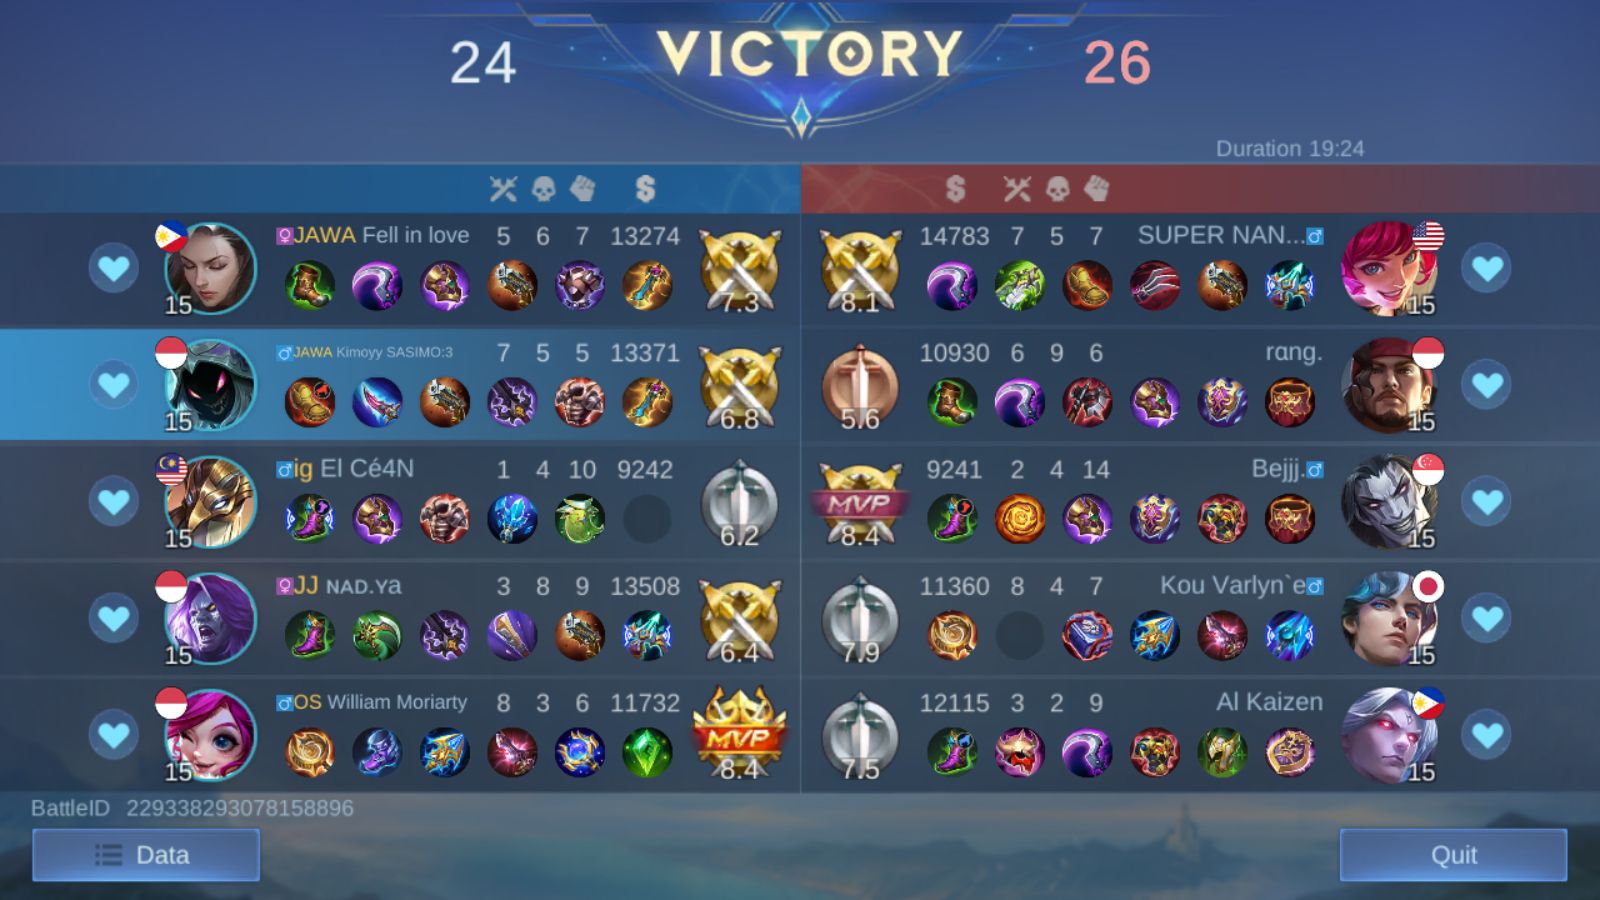 24 VICTORY 26
Duration 19:24
JAWA Fell in love 5 6 7 13274
15 7.3
14783 7 5 7 SUPER NAN...
8.1 15
JAWA Kimoyy SASIMO:3 7 5 5 13371
15 6.8
10930 6 9 6 rang.
5.6 15
ig El Cé4N 1 4 10 9242
15 6.2
9241 2 4 14 Bejjj.
MVP
8.4 15
JJ ɴᴀᴅ.Ya 3 8 9 13508
15 6.4
11360 8 4 7 Kou Varlyn`e
7.9 15
OS William Moriarty 8 3 6 11732
MVP
15 8.4
12115 3 2 9 Al Kaizen
7.5 15
BattleID 229338293078158896
Data
Quit